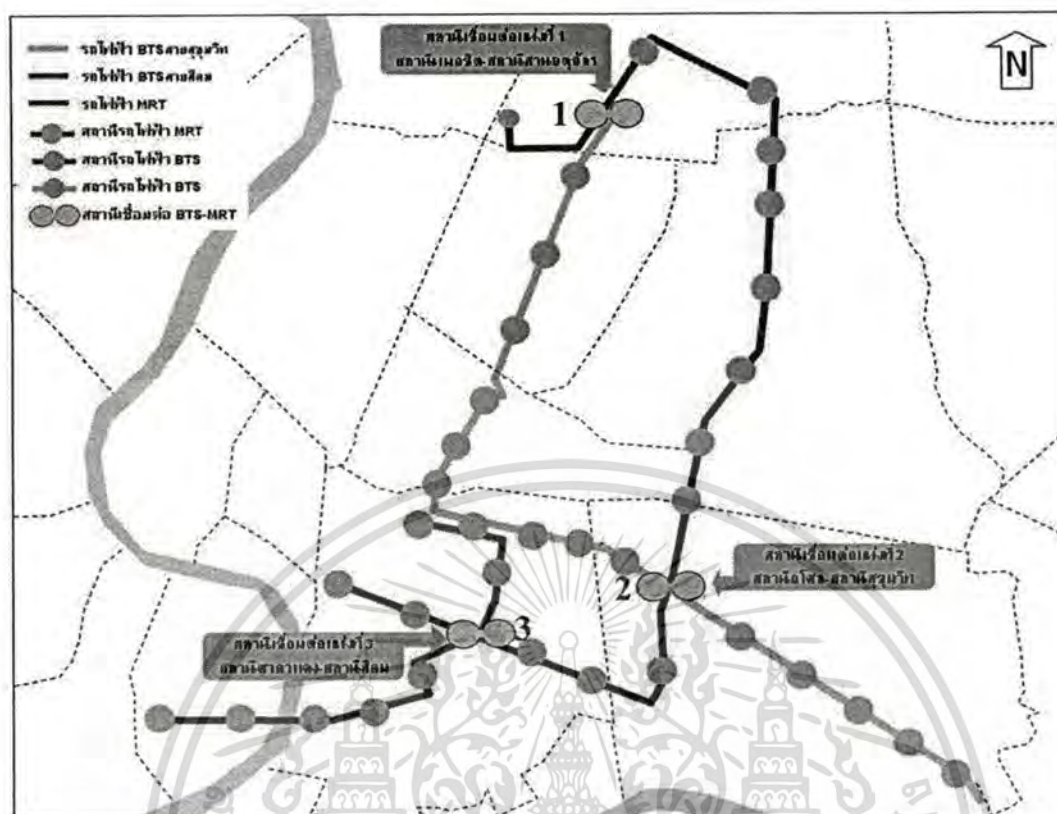 รถไฟฟ้า BTS สายสุขุมวิท
รถไฟฟ้า BTS สายสีลม
รถไฟฟ้า MRT
สถานีรถไฟฟ้า MRT
สถานีรถไฟฟ้า BTS
สถานีรถไฟฟ้า BTS
สถานีเชื่อมต่อ BTS-MRT
สถานีเชื่อมต่อแห่งที่ 1
สถานีหมอชิต-สถานีสวนจตุจักร
N
1
สถานีเชื่อมต่อแห่งที่ 2
สถานีอโศก-สถานีสุขุมวิท
2
3
สถานีเชื่อมต่อแห่งที่ 3
สถานีศาลาแดง-สถานีสีลม